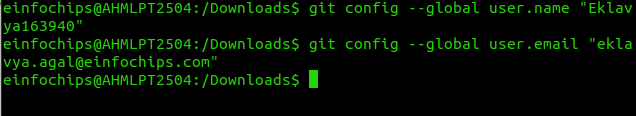 einfochips@AHMLPT2504:/Downloads$ git config --global user.name "Eklav
ya163940"
einfochips@AHMLPT2504:/Downloads$ git config --global user.email "ekla
vya.agal@einfochips.com"
einfochips@AHMLPT2504:/Downloads$